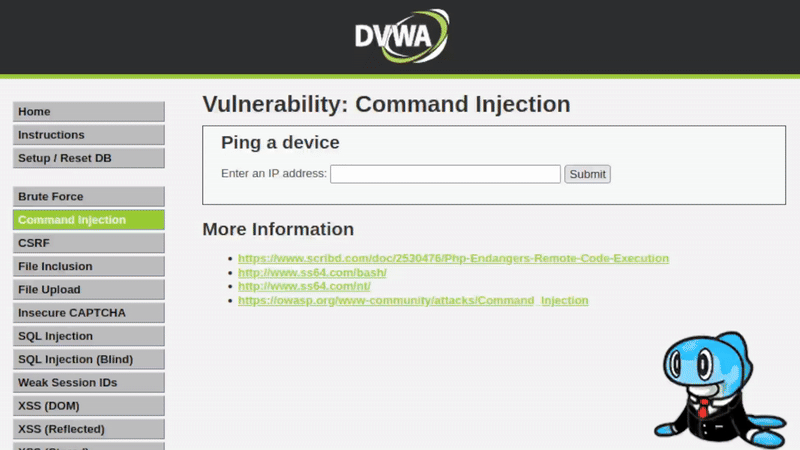 DVWA
Vulnerability: Command Injection
Home
Instructions
Setup / Reset DB
Brute Force
Command Injection
CSRF
File Inclusion
File Upload
Insecure CAPTCHA
SQL Injection
SQL Injection (Blind)
Weak Session IDs
XSS (DOM)
XSS (Reflected)
Ping a device
Enter an IP address:
Submit
More Information
https://www.scribd.com/doc/2530476/Php-Endangers-Remote-Code-Execution
http://www.ss64.com/bash/
http://www.ss64.com/nt/
https://owasp.org/www-community/attacks/Command_Injection